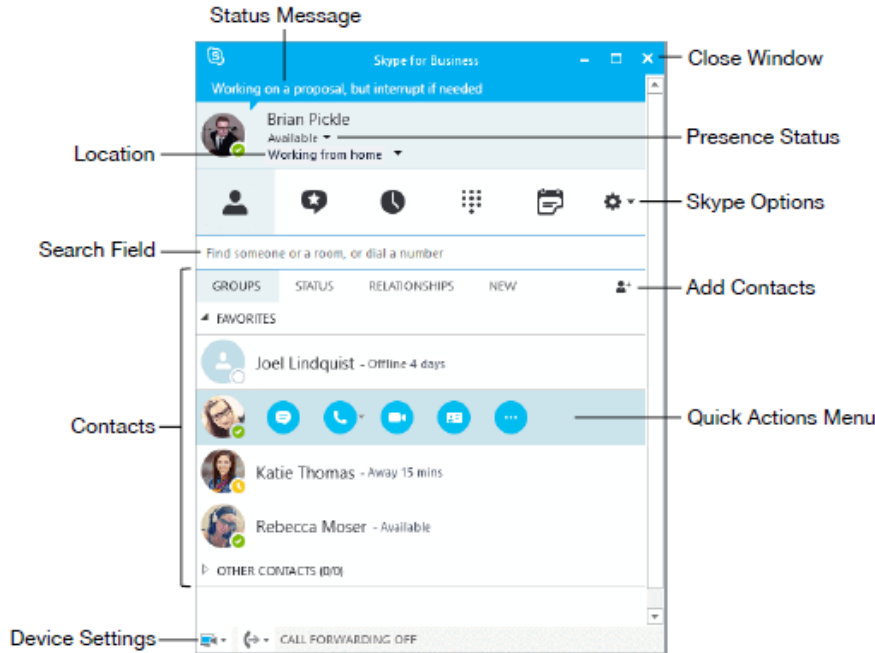 Status Message
Skype for Business
Close Window
Working on a proposal, but interrupt if needed
Brian Pickle
Available
Presence Status
Location
Working from home
Skype Options
Search Field
Find someone or a room, or dial a number
GROUPS STATUS RELATIONSHIPS NEW
Add Contacts
FAVORITES
Joel Lindquist - Offline 4 days
Contacts
Quick Actions Menu
Katie Thomas - Away 15 mins
Rebecca Moser - Available
OTHER CONTACTS (0/0)
Device Settings
CALL FORWARDING OFF